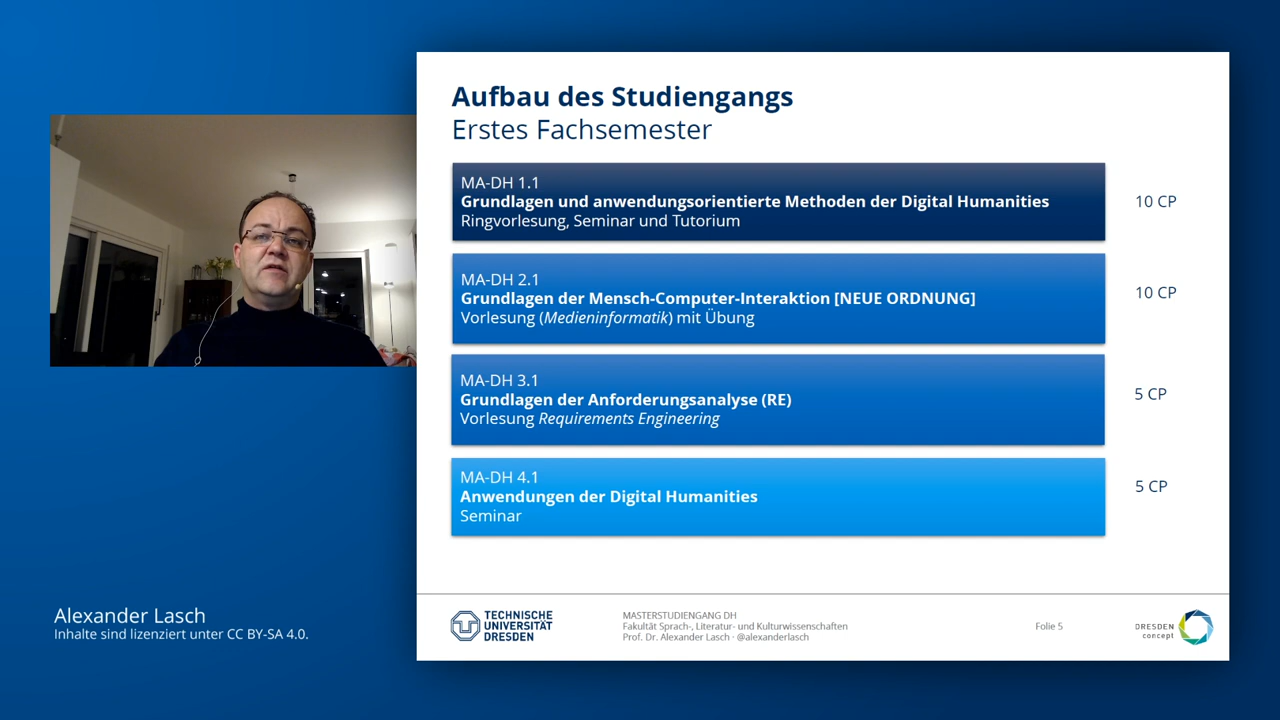 Aufbau des Studiengangs
Erstes Fachsemester
MA-DH 1.1
Grundlagen und anwendungsorientierte Methoden der Digital Humanities
Ringvorlesung, Seminar und Tutorium
10 CP
MA-DH 2.1
Grundlagen der Mensch-Computer-Interaktion [NEUE ORDNUNG]
Vorlesung (Medieninformatik) mit Übung
10 CP
MA-DH 3.1
Grundlagen der Anforderungsanalyse (RE)
Vorlesung Requirements Engineering
5 CP
MA-DH 4.1
Anwendungen der Digital Humanities
Seminar
5 CP
Alexander Lasch
Inhalte sind lizenziert unter CC BY-SA 4.0.
TECHNISCHE
UNIVERSITÄT
DRESDEN
MASTERSTUDIENGANG DH
Fakultät Sprach-, Literatur- und Kulturwissenschaften
Prof. Dr. Alexander Lasch · @alexanderlasch
Folie 5
DRESDEN
concept